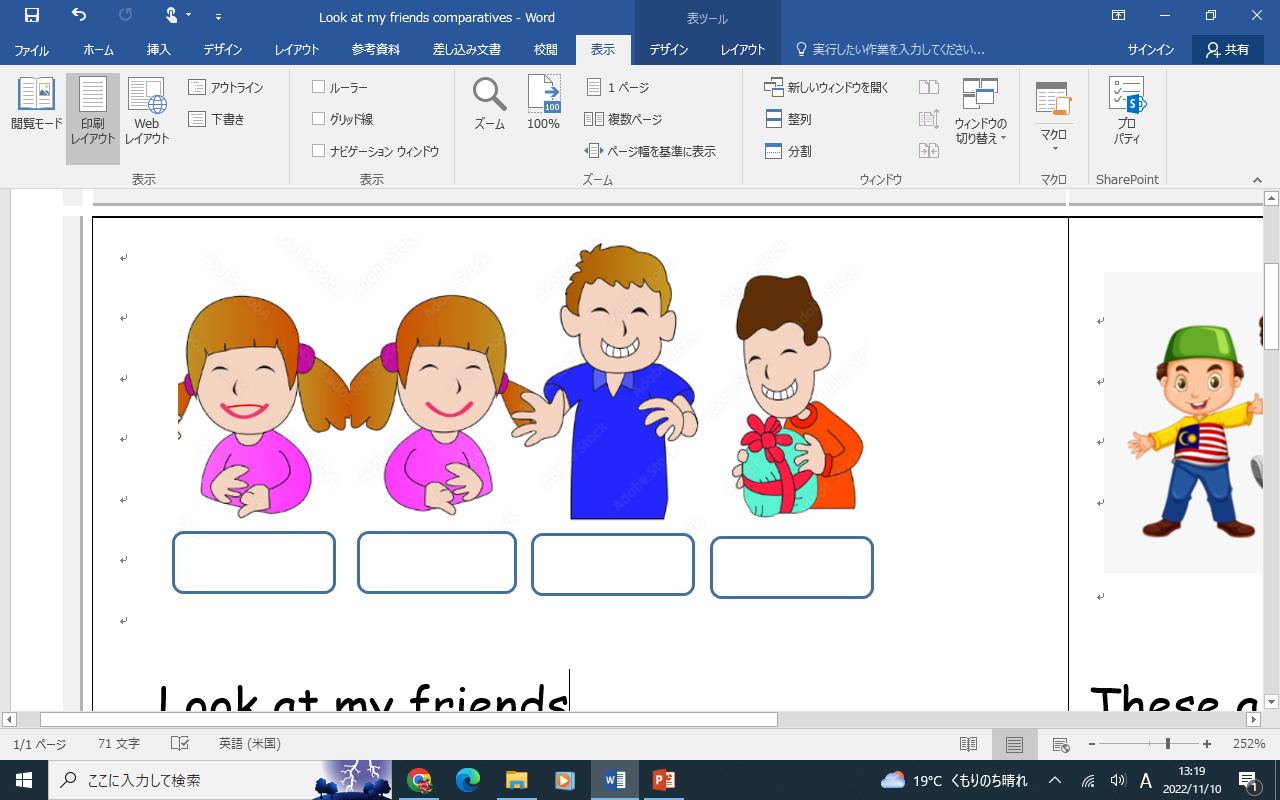 Look at my friends comparatives - Word
表ツール
ファイル ホーム 挿入 デザイン レイアウト 参考資料 差し込み文書 校閲 表示 デザイン レイアウト 実行したい作業を入力してください... サインイン 共有
閲覧モード 印刷レイアウト Webレイアウト アウトライン 下書き
ルーラー グリッド線 ナビゲーション ウィンドウ
ズーム 100% 1 ページ 複数ページ ページ幅を基準に表示
新しいウィンドウを開く 整列 分割 ウィンドウの切り替え マクロ プロパティ
表示 表示 ズーム ウィンドウ マクロ SharePoint
Adobe Stock
Look at my friends
These a
1/1 ページ 71 文字 英語 (米国) 252%
ここに入力して検索 19°C くもりのち晴れ A 13:19
2022/11/10